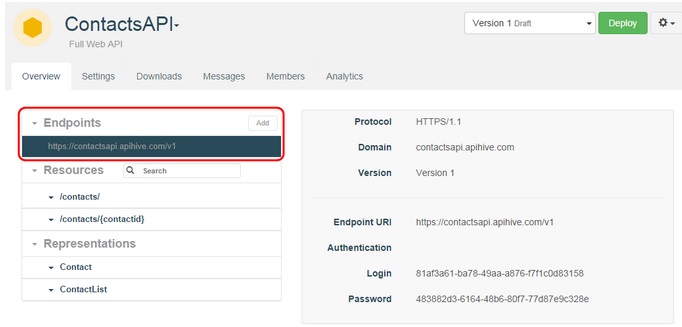 ContactsAPI
Full Web API
Version 1 Draft
Deploy
Overview Settings Downloads Messages Members Analytics
Endpoints Add
https://contactsapi.apihive.com/v1
Resources Search
/contacts/
/contacts/{contactid}
Representations
Contact
ContactList
Protocol HTTPS/1.1
Domain contactsapi.apihive.com
Version Version 1
Endpoint URI https://contactsapi.apihive.com/v1
Authentication
Login 81af3a61-ba78-49aa-a876-f7f1c0d83158
Password 483882d3-6164-48b6-80f7-77d87e9c328e